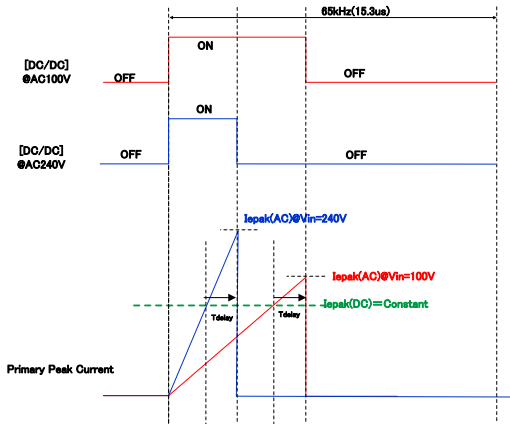 65kHz(15.3us)
ON
[DC/DC]
@AC100V
OFF
OFF
ON
[DC/DC]
@AC240V
OFF
OFF
Iepak(AC)@Vin=240V
Iepak(AC)@Vin=100V
Iepak(DC)=Constant
Tdelay
Tdelay
Primary Peak Current